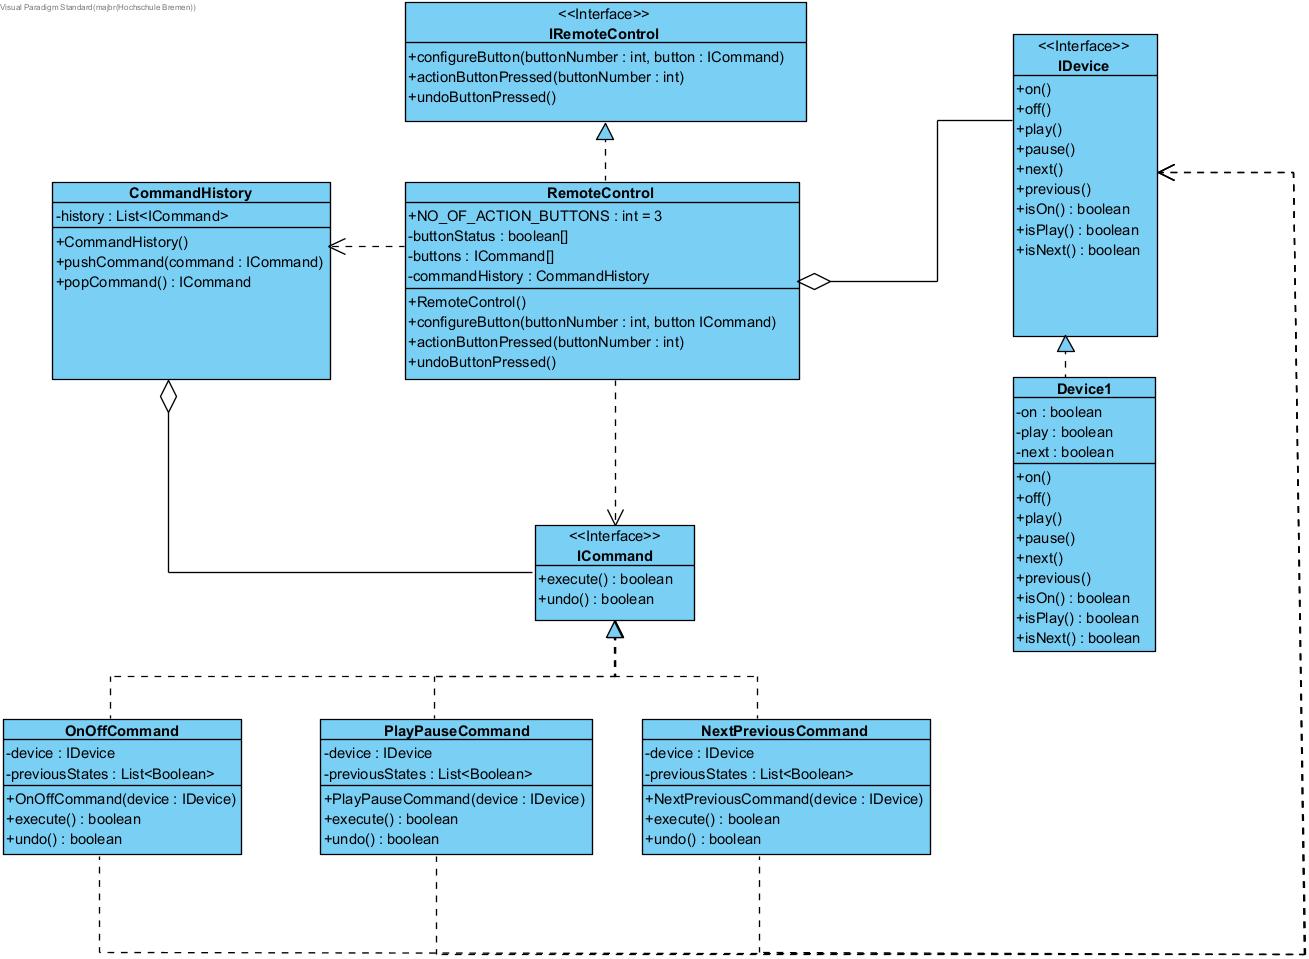 Visual Paradigm Standard(majbr(Hochschule Bremen))
<<Interface>>
IRemoteControl
+configureButton(buttonNumber : int, button : ICommand)
+actionButtonPressed(buttonNumber : int)
+undoButtonPressed()
<<Interface>>
IDevice
+on()
+off()
+play()
+pause()
+next()
+previous()
+isOn() : boolean
+isPlay() : boolean
+isNext() : boolean
CommandHistory
-history : List<ICommand>
+CommandHistory()
+pushCommand(command : ICommand)
+popCommand() : ICommand
RemoteControl
+NO_OF_ACTION_BUTTONS : int = 3
-buttonStatus : boolean[]
-buttons : ICommand[]
-commandHistory : CommandHistory
+RemoteControl()
+configureButton(buttonNumber : int, button ICommand)
+actionButtonPressed(buttonNumber : int)
+undoButtonPressed()
Device1
-on : boolean
-play : boolean
-next : boolean
+on()
+off()
+play()
+pause()
+next()
+previous()
+isOn() : boolean
+isPlay() : boolean
+isNext() : boolean
<<Interface>>
ICommand
+execute() : boolean
+undo() : boolean
OnOffCommand
-device : IDevice
-previousStates : List<Boolean>
+OnOffCommand(device : IDevice)
+execute() : boolean
+undo() : boolean
PlayPauseCommand
-device : IDevice
-previousStates : List<Boolean>
+PlayPauseCommand(device : IDevice)
+execute() : boolean
+undo() : boolean
NextPreviousCommand
-device : IDevice
-previousStates : List<Boolean>
+NextPreviousCommand(device : IDevice)
+execute() : boolean
+undo() : boolean